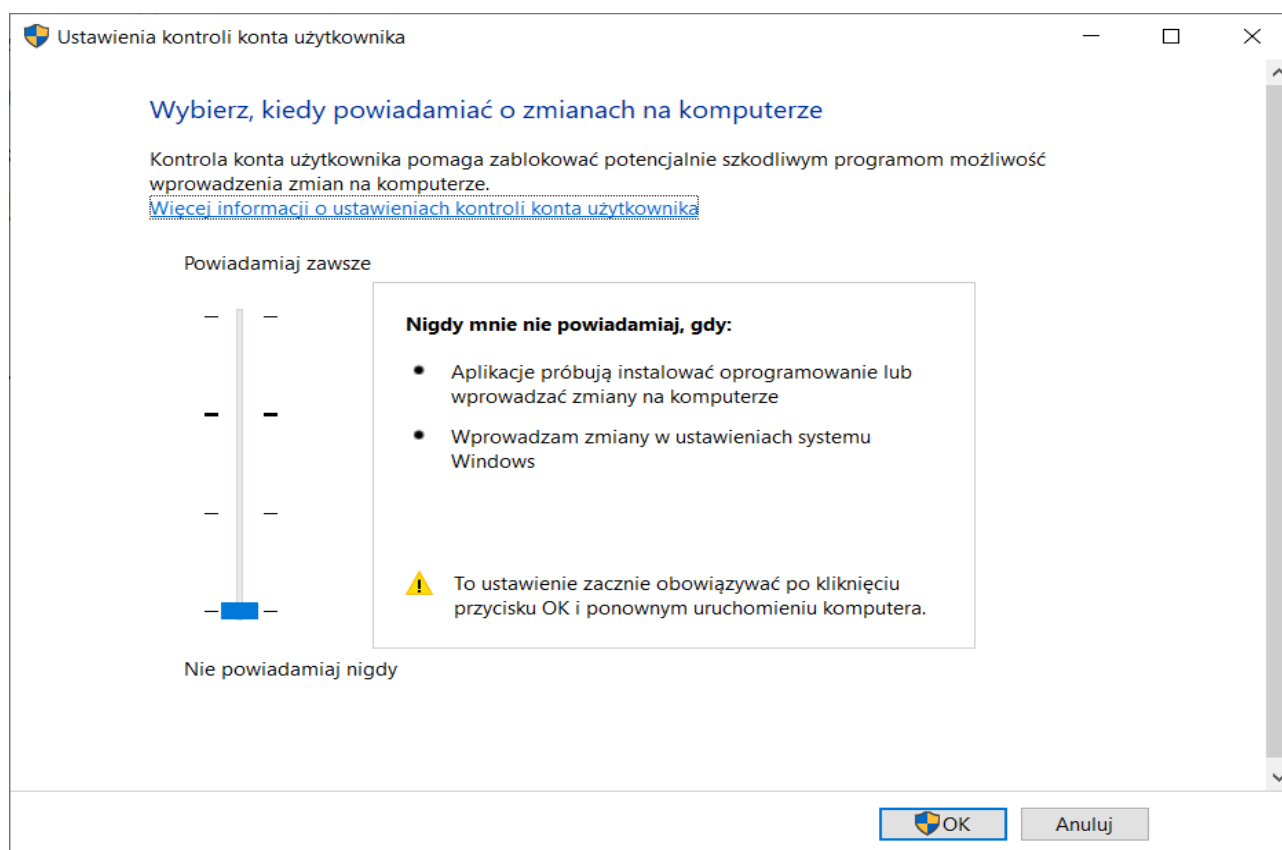 Ustawienia kontroli konta użytkownika
Wybierz, kiedy powiadamiać o zmianach na komputerze
Kontrola konta użytkownika pomaga zablokować potencjalnie szkodliwym programom możliwość
wprowadzenia zmian na komputerze.
Więcej informacji o ustawieniach kontroli konta użytkownika
Powiadamiaj zawsze
Nigdy mnie nie powiadamiaj, gdy:
Aplikacje próbują instalować oprogramowanie lub
wprowadzać zmiany na komputerze
Wprowadzam zmiany w ustawieniach systemu
Windows
To ustawienie zacznie obowiązywać po kliknięciu
przycisku OK i ponownym uruchomieniu komputera.
Nie powiadamiaj nigdy
OK
Anuluj